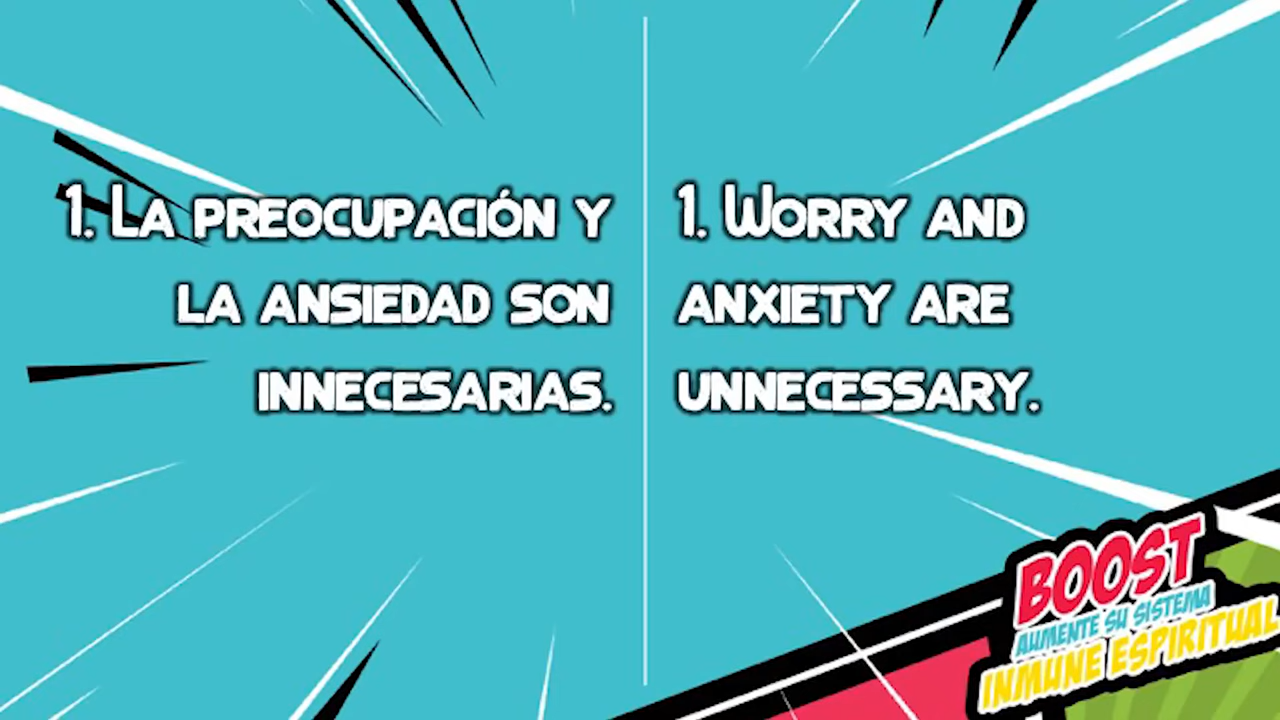 1. La preocupación y
la ansiedad son
innecesarias.
1. Worry and
anxiety are
unnecessary.
BOOST
AUMENTE SU SISTEMA
INMUNE ESPIRITUAL